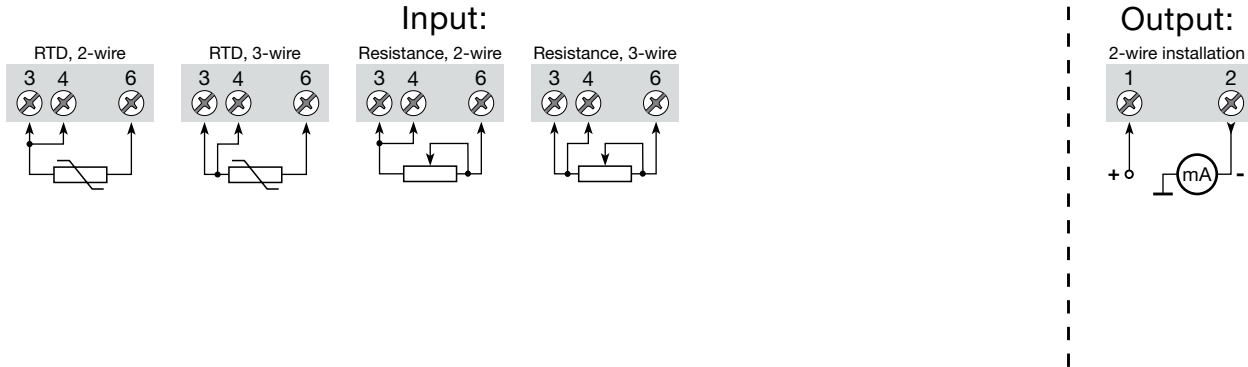 Input:
RTD, 2-wire
3 4 6
RTD, 3-wire
3 4 6
Resistance, 2-wire
3 4 6
Resistance, 3-wire
3 4 6
Output:
2-wire installation
1 2
+ mA -